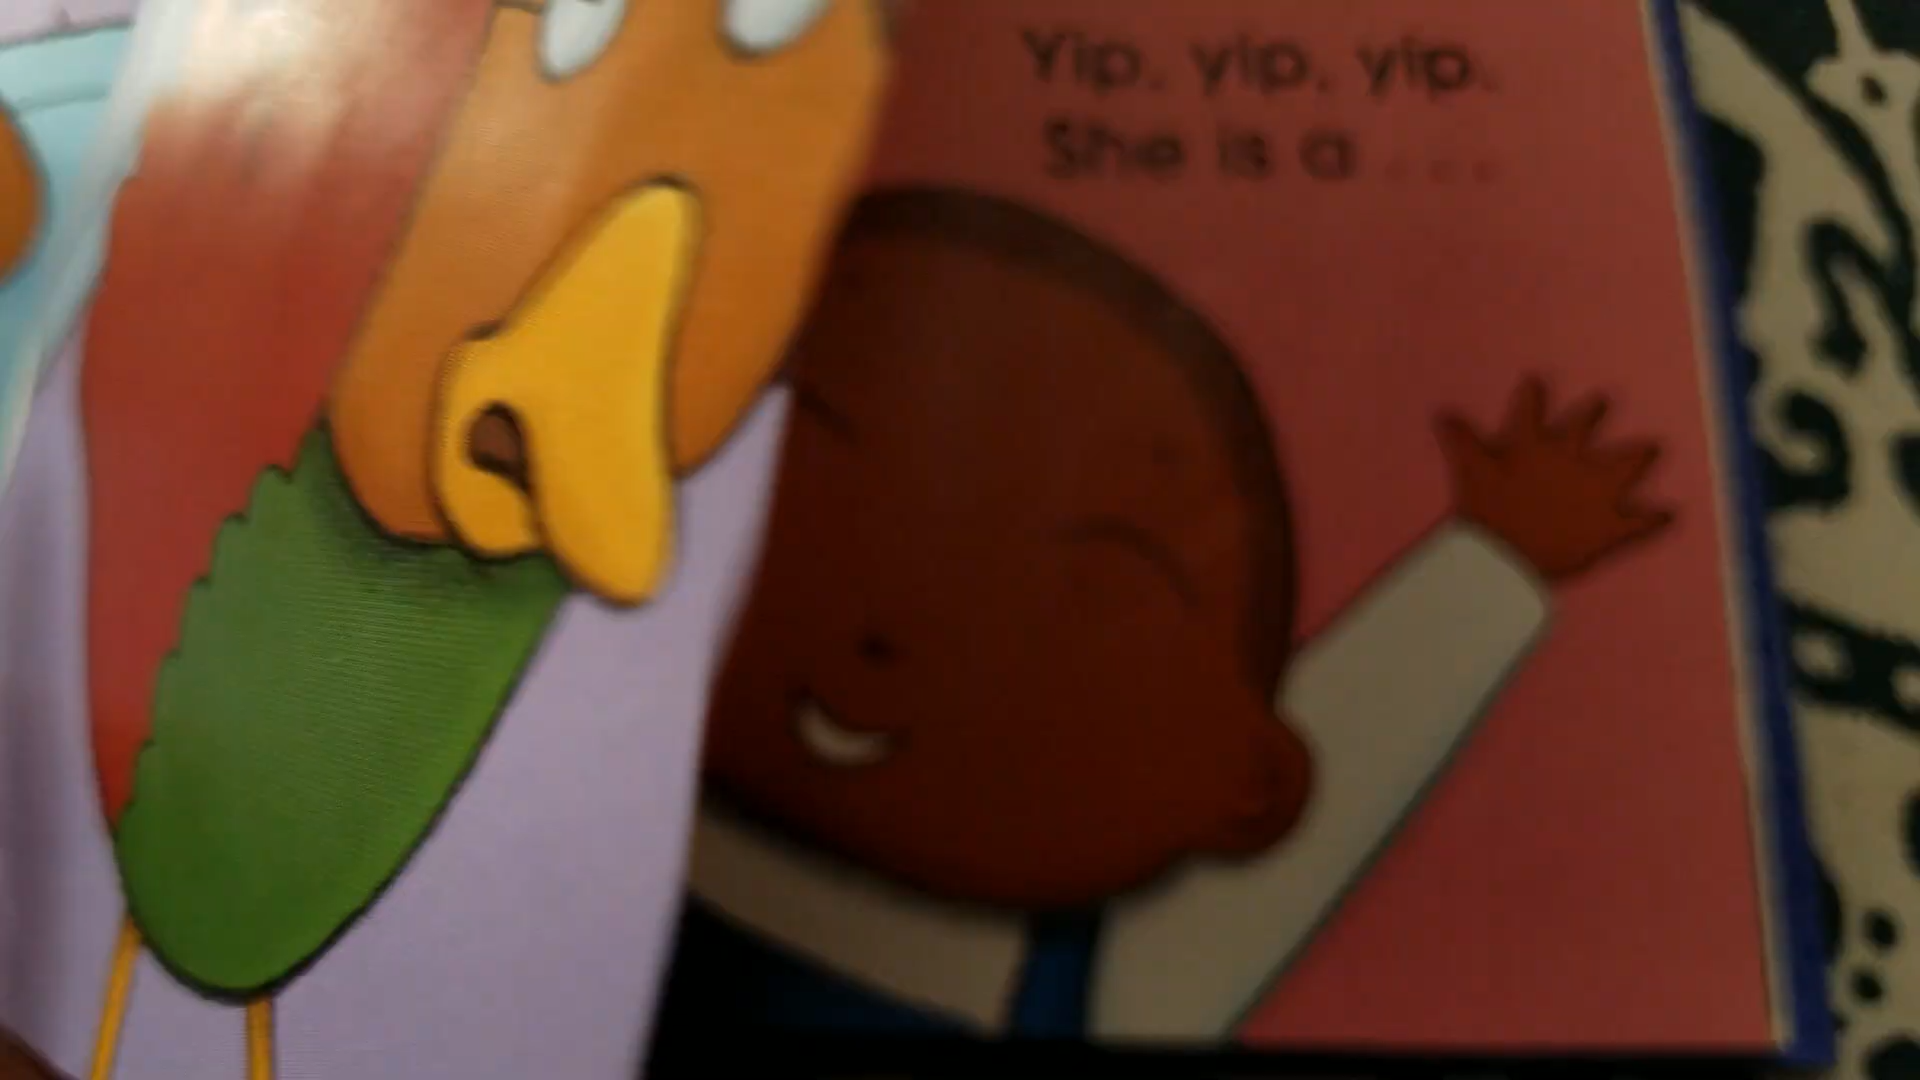 Yip, yip, yip.
She is a . . . .